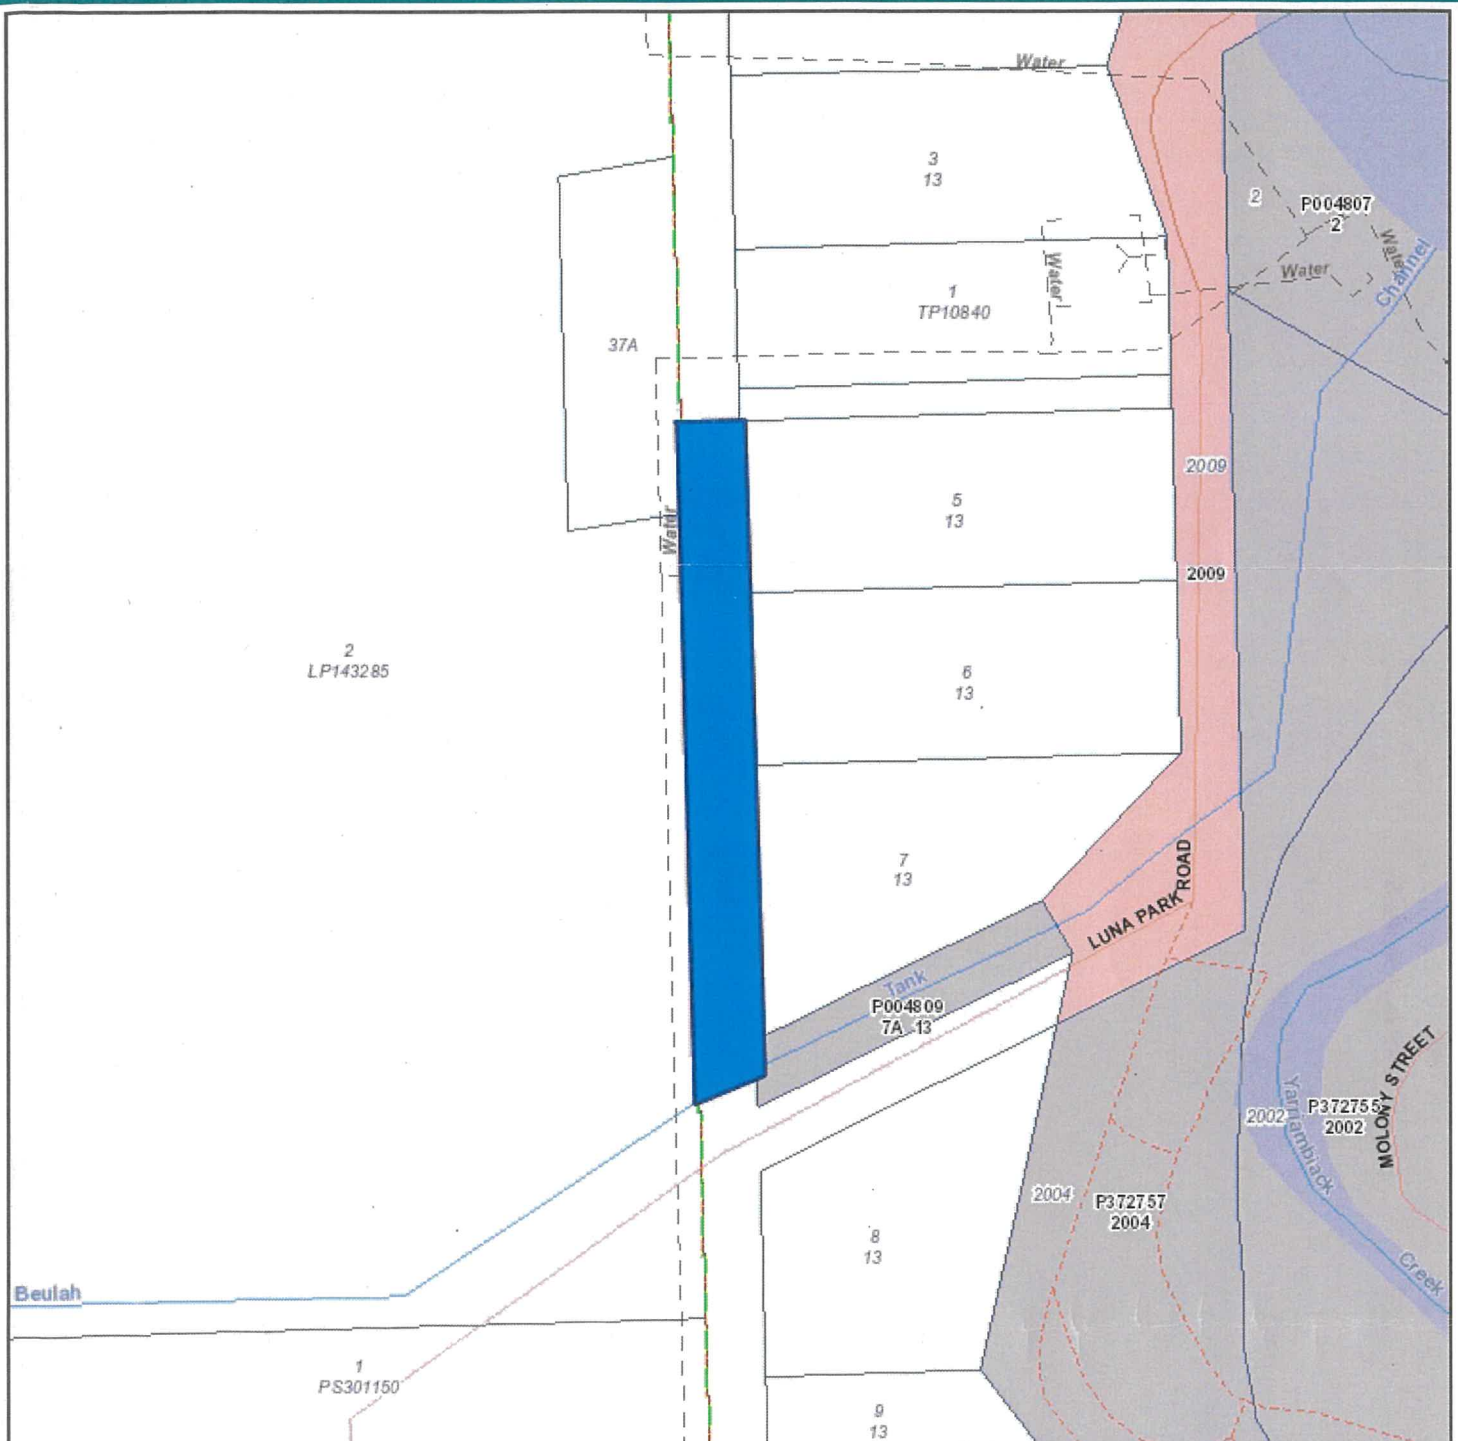 Water
3
13
2
P004807
2
Water
Water
Channel
Water
1
TP10840
37A
2009
5
13
Water
2009
2
LP143285
6
13
7
13
LUNA PARK ROAD
Tank
P004809
7A 13
MOLONY STREET
Yarriambiack
Creek
2002
P372755
2002
2004
P372757
2004
8
13
Beulah
1
PS301150
9
13